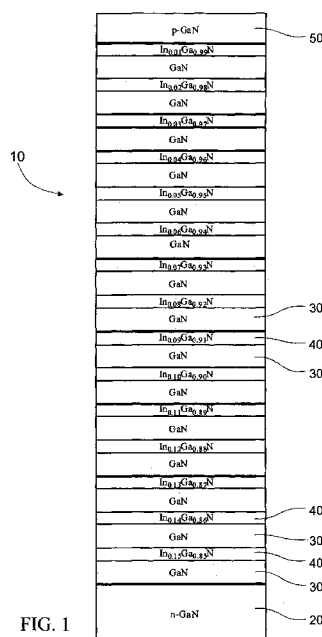 p-GaN
50
In0.01Ga0.99N
GaN
In0.02Ga0.98N
GaN
In0.03Ga0.97N
GaN
10
In0.04Ga0.96N
GaN
In0.05Ga0.95N
GaN
In0.06Ga0.94N
GaN
In0.07Ga0.93N
GaN
In0.08Ga0.92N
GaN
30
In0.09Ga0.91N
40
GaN
30
In0.10Ga0.90N
GaN
In0.11Ga0.89N
GaN
In0.12Ga0.88N
GaN
In0.13Ga0.87N
GaN
In0.14Ga0.86N
40
GaN
30
In0.15Ga0.85N
40
GaN
30
n-GaN
20
FIG. 1